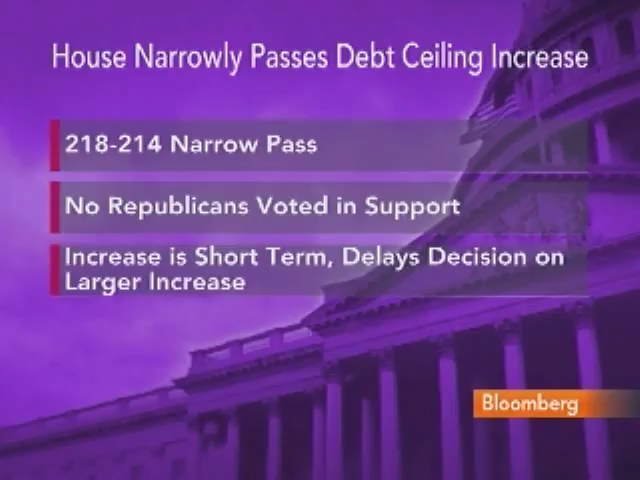 House Narrowly Passes Debt Ceiling Increase
218-214 Narrow Pass
No Republicans Voted in Support
Increase is Short Term, Delays Decision on
Larger Increase
Bloomberg